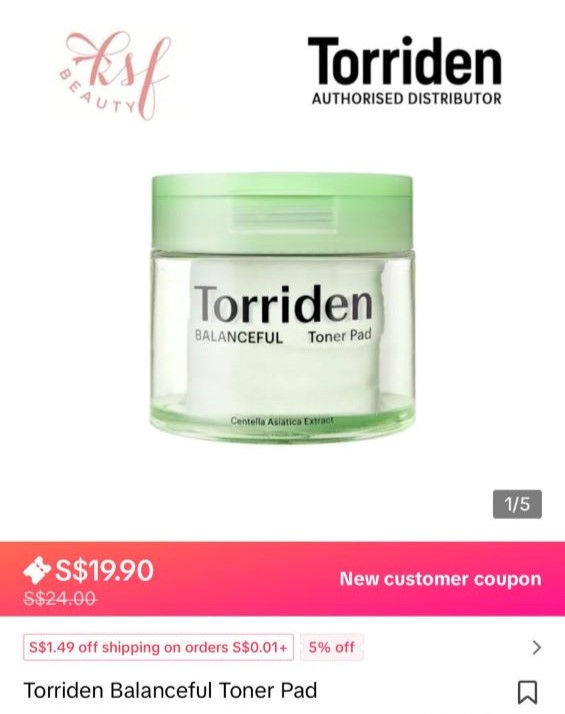 ksf
BEAUTY
Torriden
AUTHORISED DISTRIBUTOR
Torriden
BALANCEFUL Toner Pad
Centella Asiatica Extract
1/5
S$19.90
New customer coupon
S$24.00
S$1.49 off shipping on orders S$0.01+ 5% off
Torriden Balanceful Toner Pad